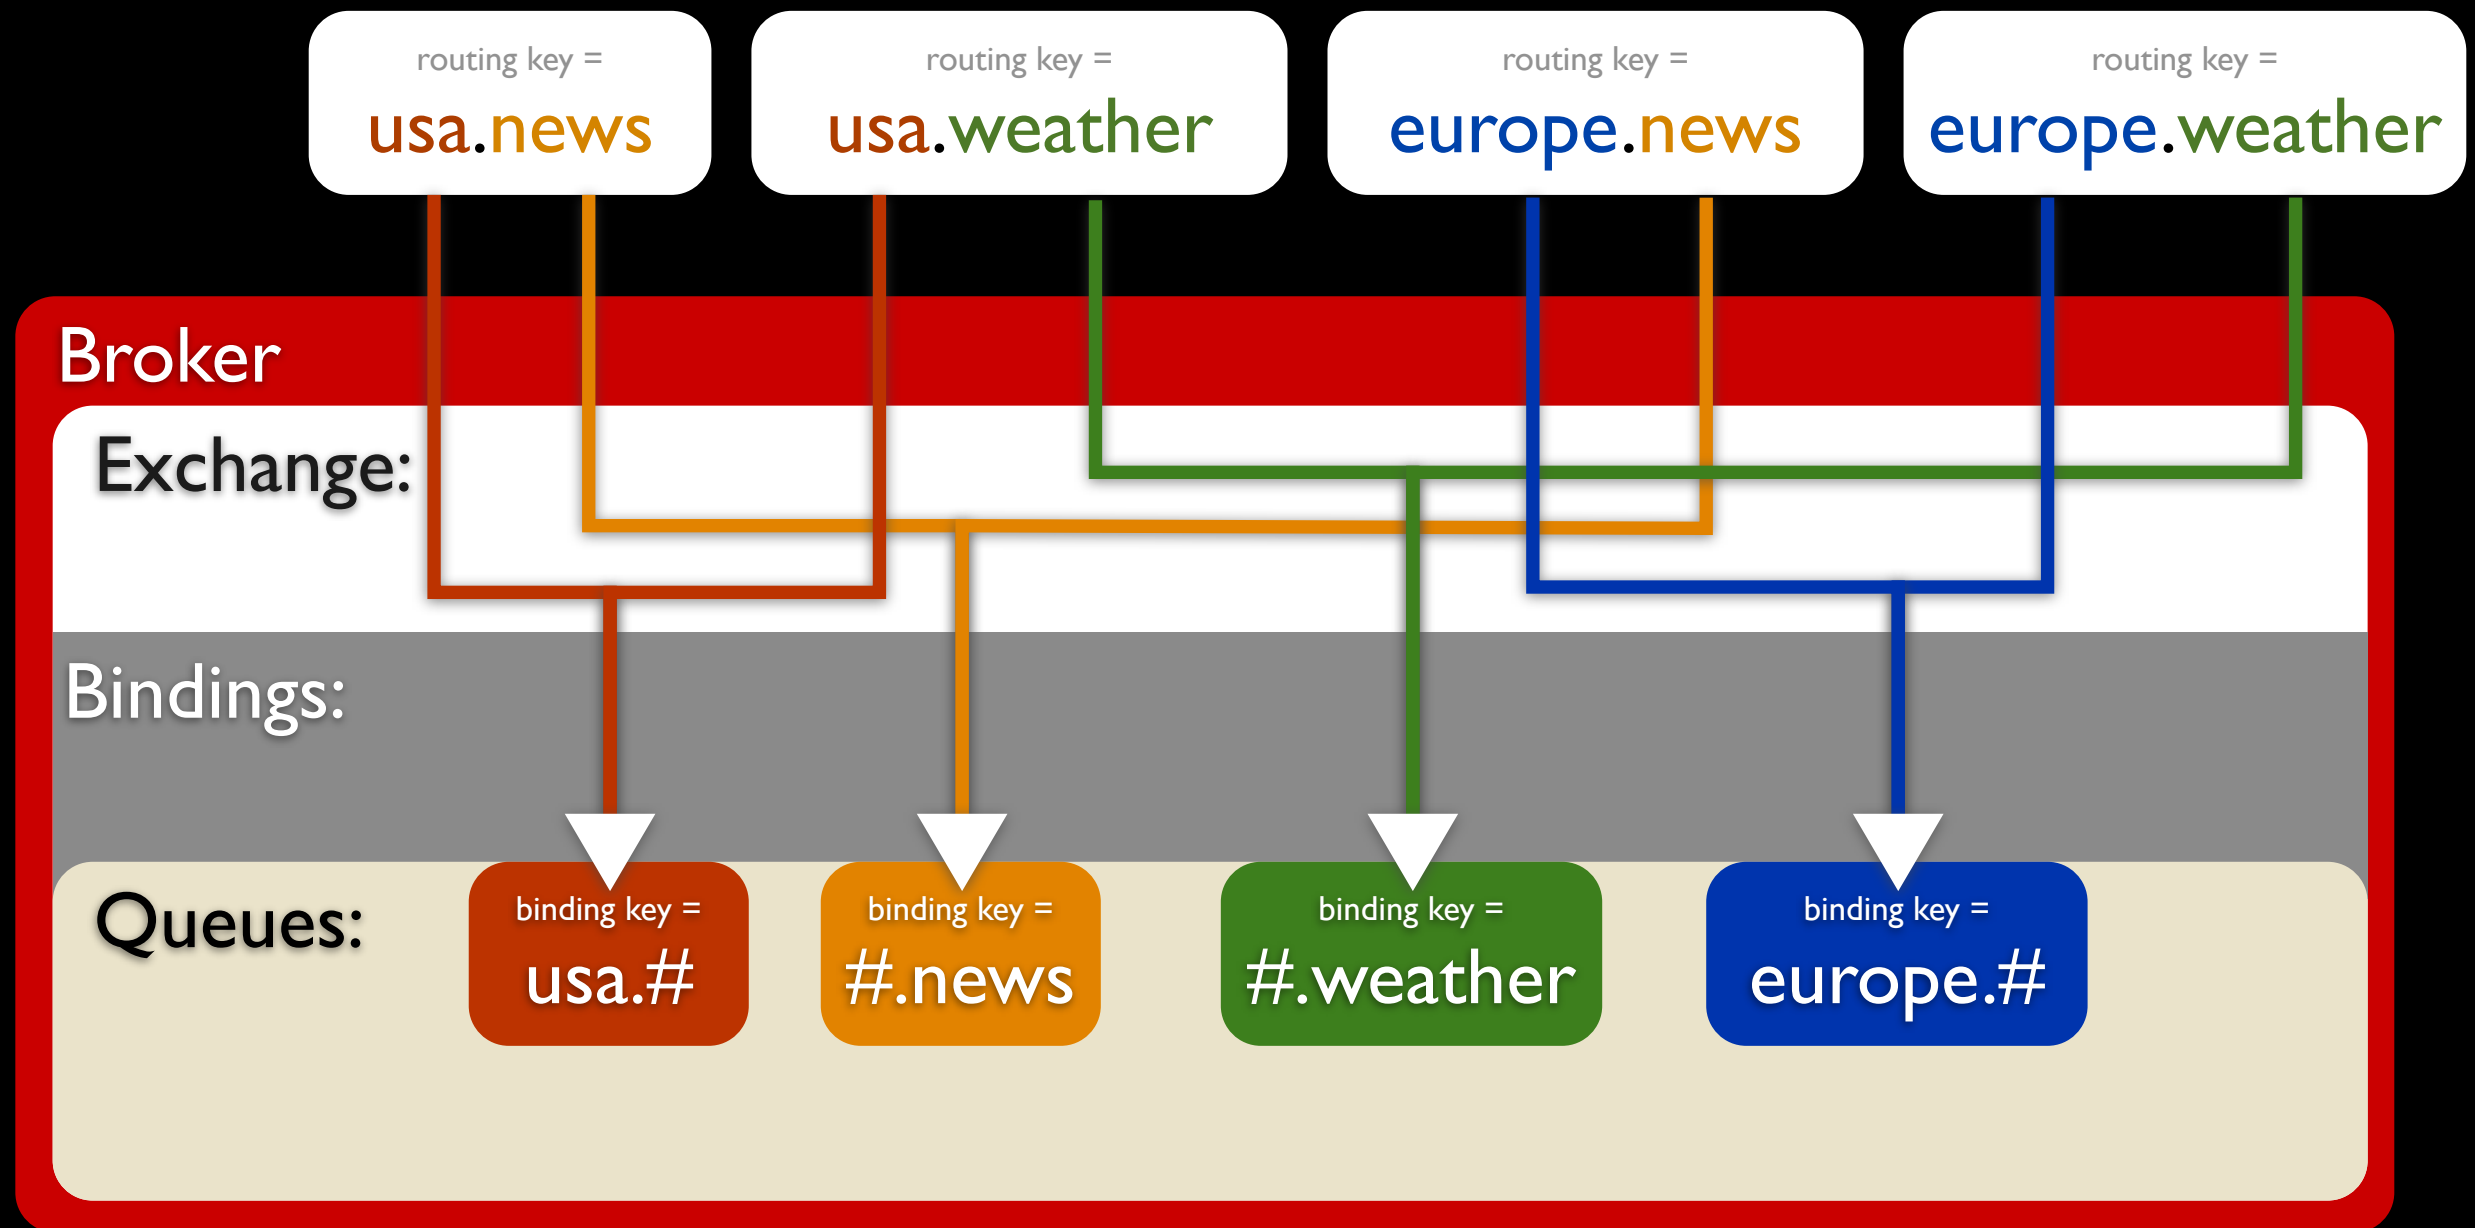 routing key =
usa.news
routing key =
usa.weather
routing key =
europe.news
routing key =
europe.weather
Broker
Exchange:
Bindings:
Queues:
binding key =
usa.#
binding key =
#.news
binding key =
#.weather
binding key =
europe.#